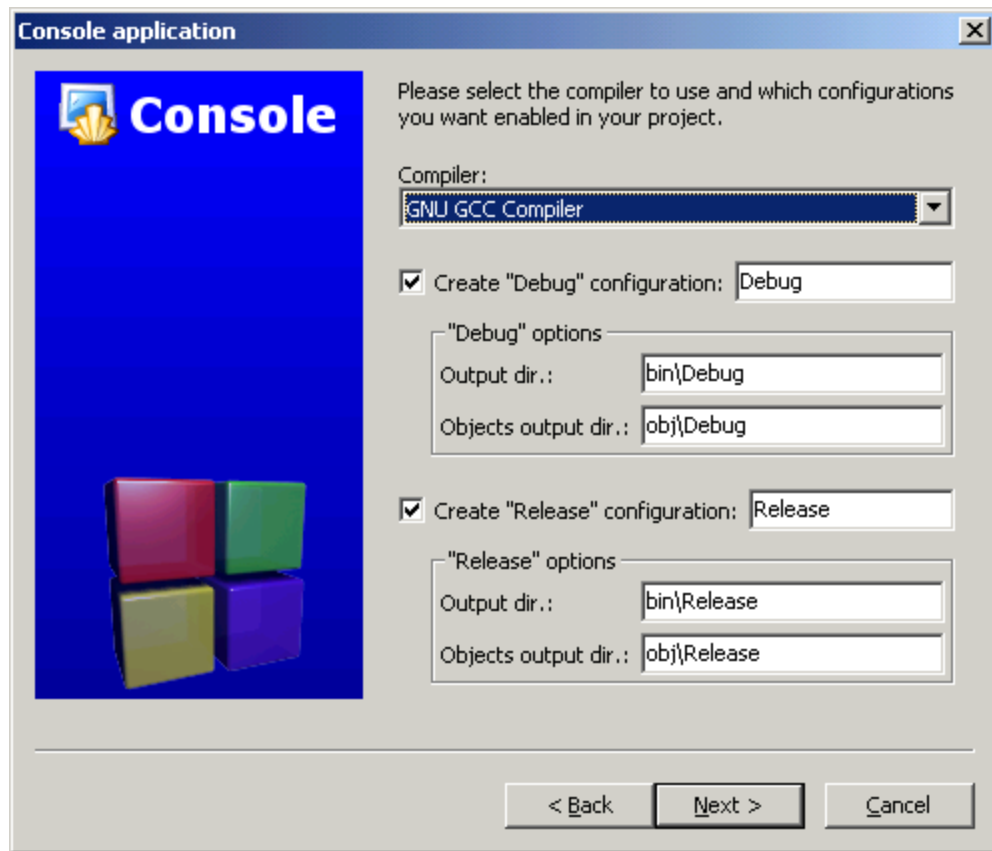 Console application
Console
Please select the compiler to use and which configurations
you want enabled in your project.
Compiler:
GNU GCC Compiler
Create "Debug" configuration: Debug
"Debug" options
Output dir.: bin\Debug
Objects output dir.: obj\Debug
Create "Release" configuration: Release
"Release" options
Output dir.: bin\Release
Objects output dir.: obj\Release
< Back Next > Cancel